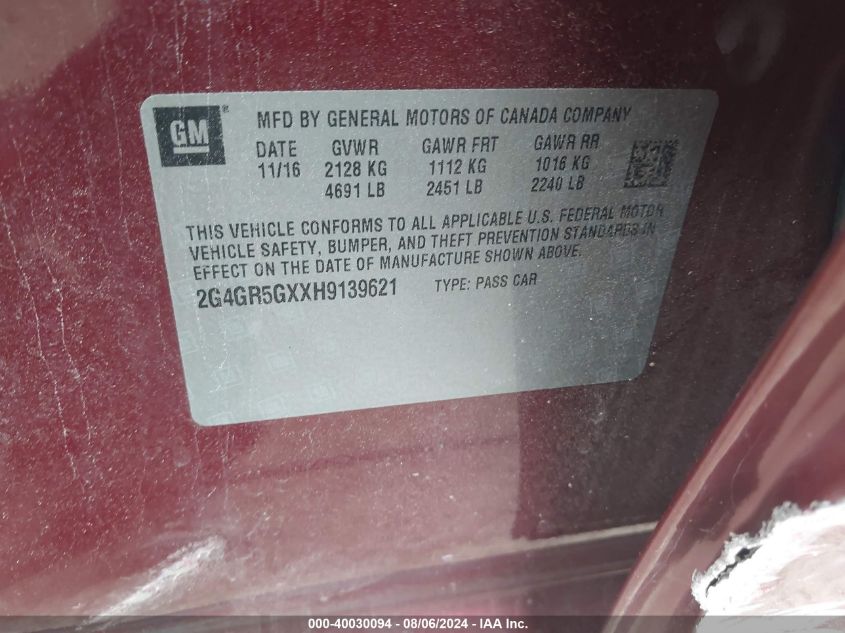 GM ®
MFD BY GENERAL MOTORS OF CANADA COMPANY
DATE GVWR GAWR FRT GAWR RR
11/16 2128 KG 1112 KG 1016 KG
4691 LB 2451 LB 2240 LB
THIS VEHICLE CONFORMS TO ALL APPLICABLE U.S. FEDERAL MOTOR
VEHICLE SAFETY, BUMPER, AND THEFT PREVENTION STANDARDS IN
EFFECT ON THE DATE OF MANUFACTURE SHOWN ABOVE.
2G4GR5GXXH9139621 TYPE: PASS CAR
000-40030094 - 08/06/2024 - IAA Inc.